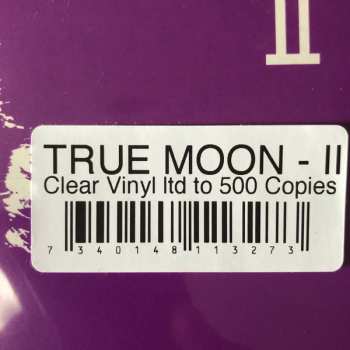 II
TRUE MOON - II
Clear Vinyl ltd to 500 Copies
7 340148 113273